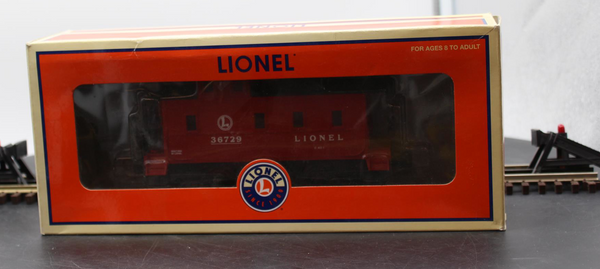 LIONEL
FOR AGES 8 TO ADULT
L
36729 LIONEL
LIONEL
L